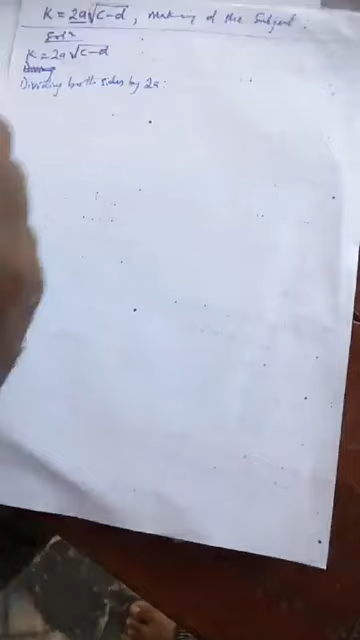 K = 2a√c-d, making d the subject:
Soln
K = 2a√c-d
Dividing both sides by 2a: